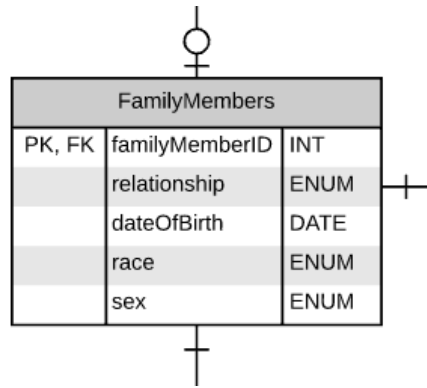 FamilyMembers
PK, FK familyMemberID INT
relationship ENUM
dateOfBirth DATE
race ENUM
sex ENUM